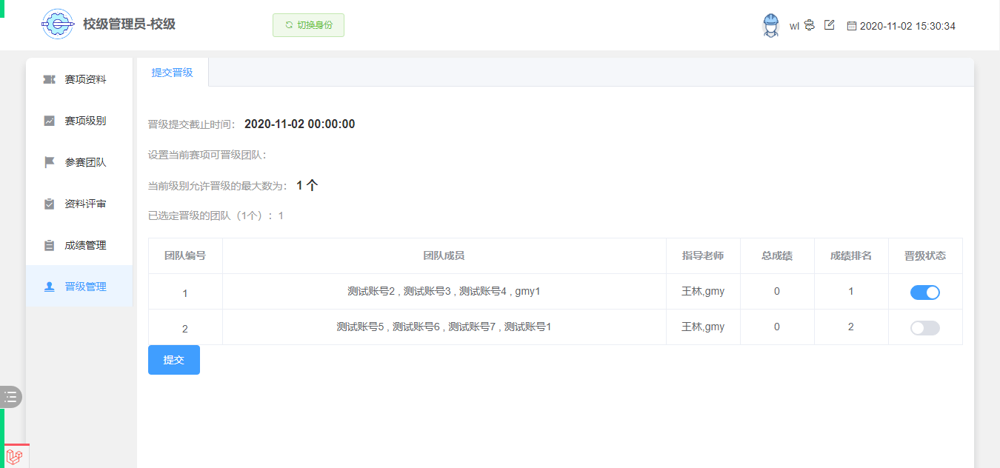 校级管理员-校级
切换身份
wl
2020-11-02 15:30:34
赛项资料
赛项级别
参赛团队
资料评审
成绩管理
晋级管理
提交晋级
晋级提交截止时间： 2020-11-02 00:00:00
设置当前赛项可晋级团队：
当前级别允许晋级的最大数为： 1 个
已选定晋级的团队（1个）：1
团队编号 团队成员 指导老师 总成绩 成绩排名 晋级状态
1 测试账号2 , 测试账号3 , 测试账号4 , gmy1 王林,gmy 0 1
2 测试账号5 , 测试账号6 , 测试账号7 , 测试账号1 王林,gmy 0 2
提交